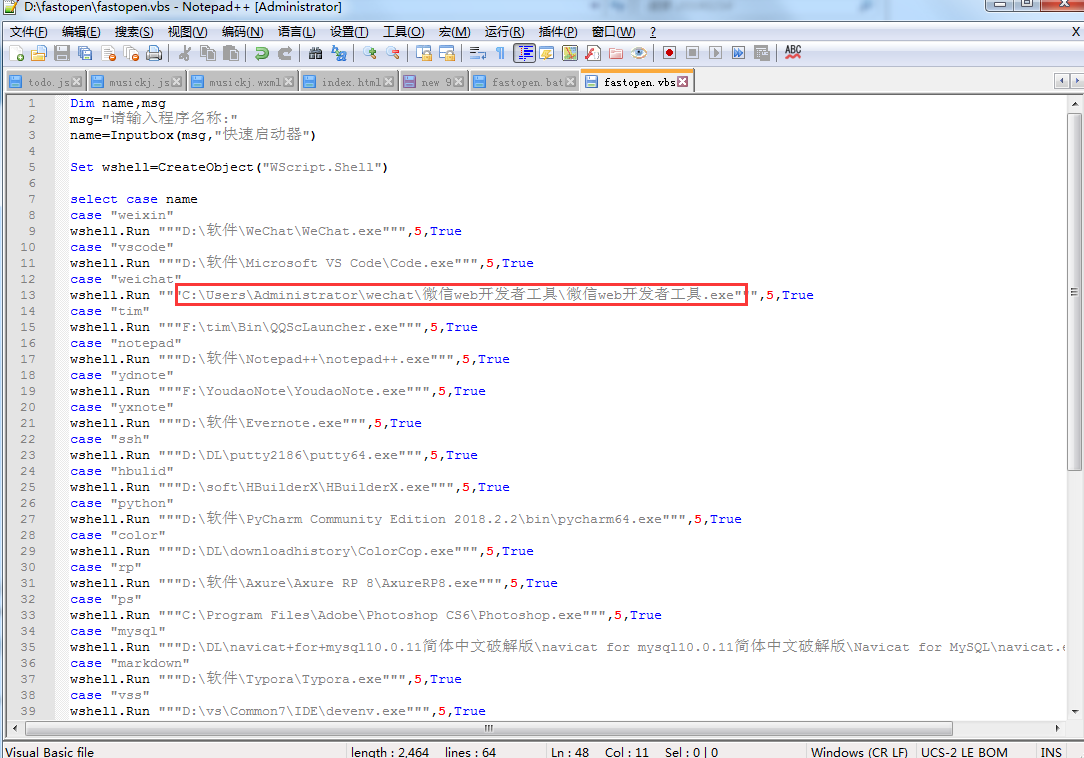 D:\fastopen\fastopen.vbs - Notepad++ [Administrator]
文件(F) 编辑(E) 搜索(S) 视图(V) 编码(N) 语言(L) 设置(T) 工具(O) 宏(M) 运行(R) 插件(P) 窗口(W) ? X
todo.js musickj.js musickj.wxml index.html new 9 fastopen.bat fastopen.vbs
1 Dim name,msg
2 msg="请输入程序名称:"
3 name=Inputbox(msg,"快速启动器")
4
5 Set wshell=CreateObject("WScript.Shell")
6
7 select case name
8 case "weixin"
9 wshell.Run """D:\软件\WeChat\WeChat.exe""",5,True
10 case "vscode"
11 wshell.Run """D:\软件\Microsoft VS Code\Code.exe""",5,True
12 case "weichat"
13 wshell.Run """C:\Users\Administrator\wechat\微信web开发者工具\微信web开发者工具.exe""",5,True
14 case "tim"
15 wshell.Run """F:\tim\Bin\QQScLauncher.exe""",5,True
16 case "notepad"
17 wshell.Run """D:\软件\Notepad++\notepad++.exe""",5,True
18 case "ydnote"
19 wshell.Run """F:\YoudaoNote\YoudaoNote.exe""",5,True
20 case "yxnote"
21 wshell.Run """D:\软件\Evernote.exe""",5,True
22 case "ssh"
23 wshell.Run """D:\DL\putty2186\putty64.exe""",5,True
24 case "hbulid"
25 wshell.Run """D:\soft\HBuilderX\HBuilderX.exe""",5,True
26 case "python"
27 wshell.Run """D:\软件\PyCharm Community Edition 2018.2.2\bin\pycharm64.exe""",5,True
28 case "color"
29 wshell.Run """D:\DL\downloadhistory\ColorCop.exe""",5,True
30 case "rp"
31 wshell.Run """D:\软件\Axure\Axure RP 8\AxureRP8.exe""",5,True
32 case "ps"
33 wshell.Run """C:\Program Files\Adobe\Photoshop CS6\Photoshop.exe""",5,True
34 case "mysql"
35 wshell.Run """D:\DL\navicat+for+mysql10.0.11简体中文破解版\navicat for mysql10.0.11简体中文破解版\Navicat for MySQL\navicat.e
36 case "markdown"
37 wshell.Run """D:\软件\Typora\Typora.exe""",5,True
38 case "vss"
39 wshell.Run """D:\vs\Common7\IDE\devenv.exe""",5,True
Visual Basic file length : 2,464 lines : 64 Ln : 48 Col : 11 Sel : 0 | 0 Windows (CR LF) UCS-2 LE BOM INS